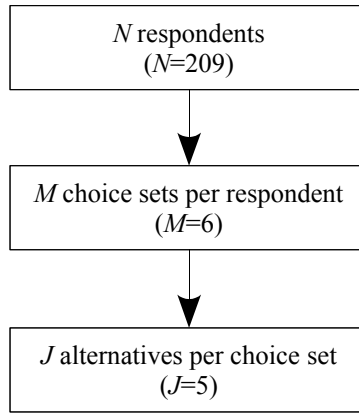 N respondents
(N=209)
M choice sets per respondent
(M=6)
J alternatives per choice set
(J=5)